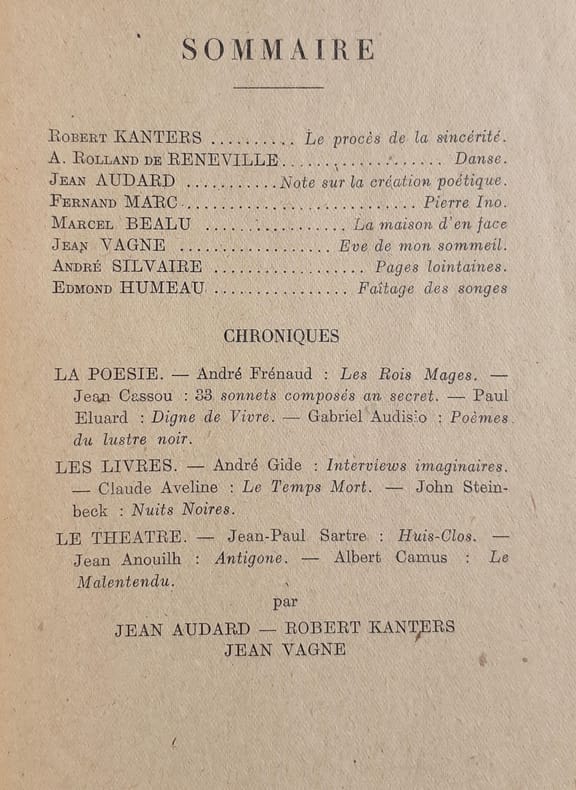 SOMMAIRE
ROBERT KANTERS .......... Le procès de la sincérité.
A. ROLLAND DE RENEVILLE.................... Danse.
JEAN AUDARD ...........Note sur la création poétique.
FERNAND MARC............................ Pierre Ino.
MARCEL BEALU ................. La maison d'en face
JEAN VAGNE .................. Eve de mon sommeil.
ANDRÉ SILVAIRE .................. Pages lointaines.
EDMOND HUMEAU ................ Faîtage des songes
CHRONIQUES
LA POESIE. — André Frénaud : Les Rois Mages. —
Jean Cassou : 33 sonnets composés an secret. — Paul
Eluard : Digne de Vivre. — Gabriel Audisio : Poèmes
du lustre noir.
LES LIVRES. — André Gide : Interviews imaginaires.
— Claude Aveline : Le Temps Mort. — John Stein-
beck : Nuits Noires.
LE THEATRE. — Jean-Paul Sartre : Huis-Clos. —
Jean Anouilh : Antigone. — Albert Camus : Le
Malentendu.
par
JEAN AUDARD — ROBERT KANTERS
JEAN VAGNE